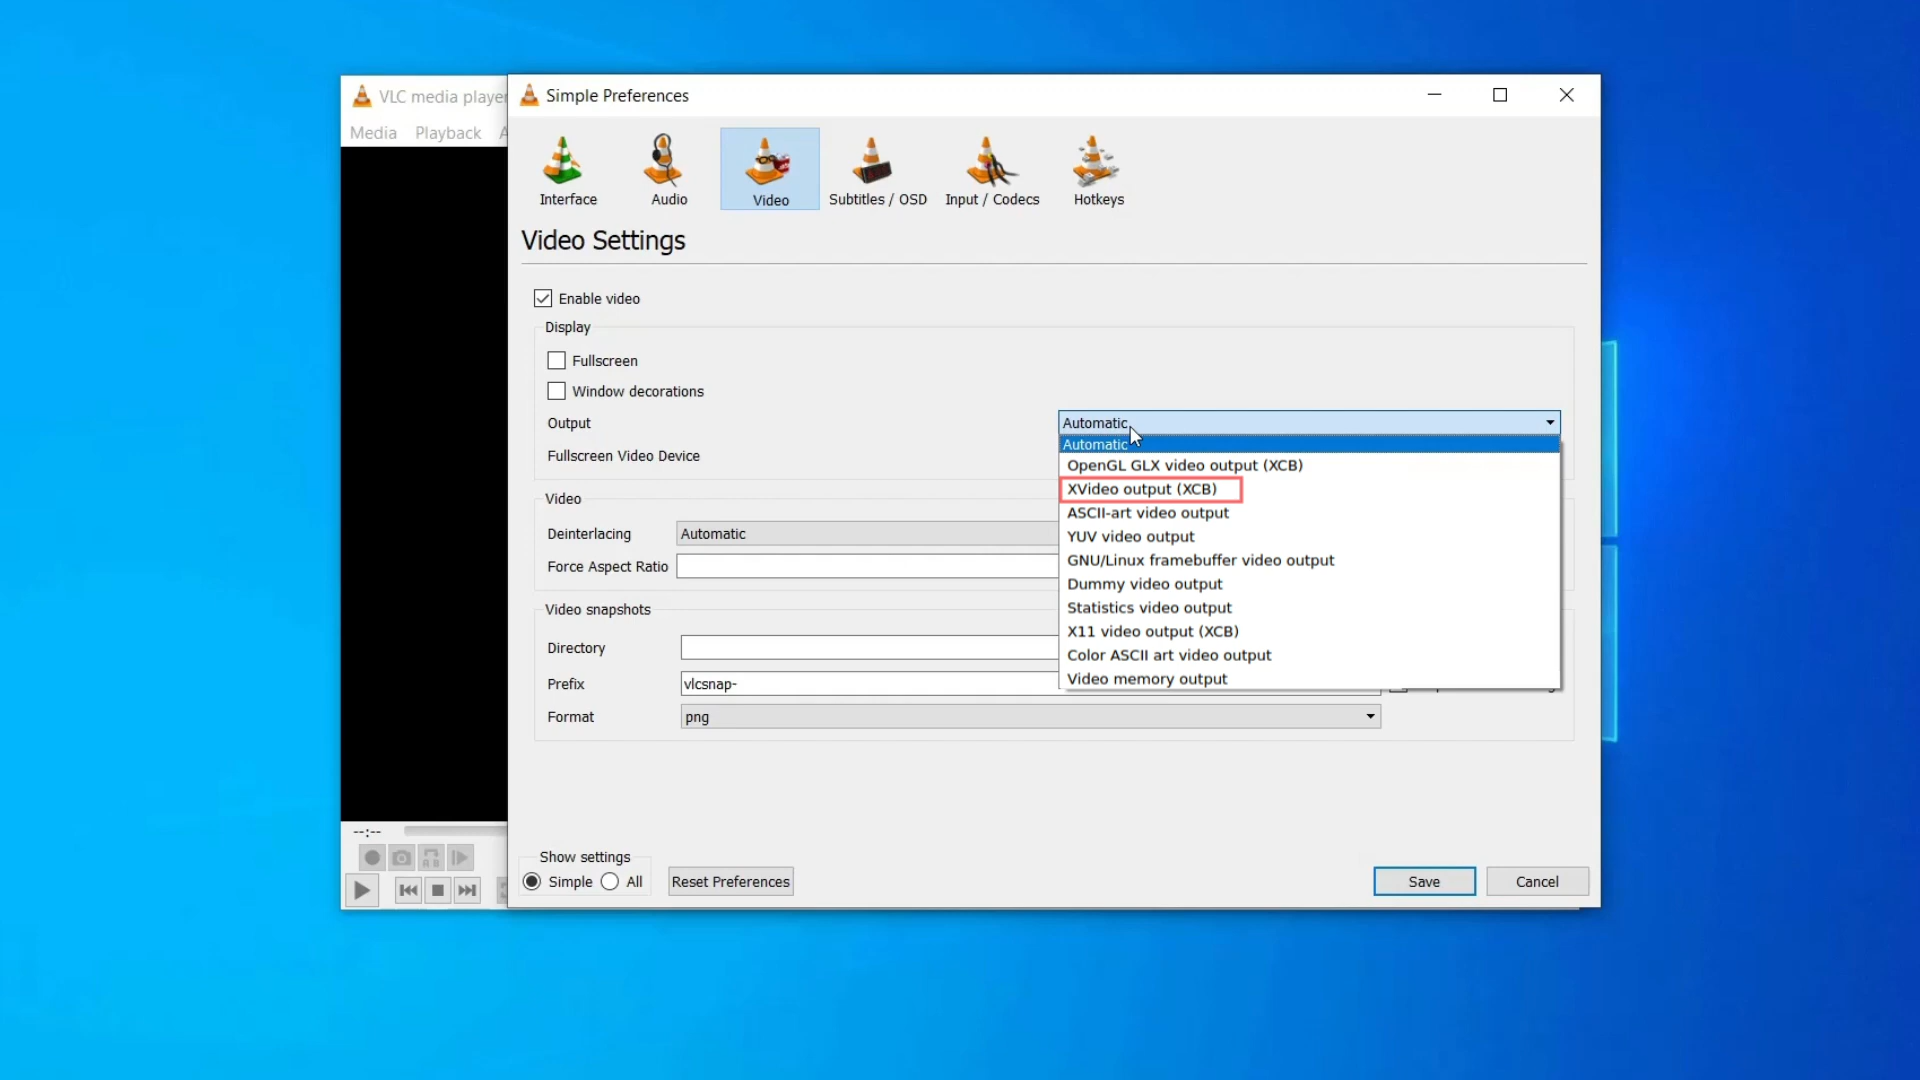 VLC media player
Simple Preferences
Media Playback A
Interface
Audio
Video
Subtitles / OSD
Input / Codecs
Hotkeys
Video Settings
Enable video
Display
Fullscreen
Window decorations
Output
Automatic
Automatic
Fullscreen Video Device
OpenGL GLX video output (XCB)
XVideo output (XCB)
ASCII-art video output
YUV video output
GNU/Linux framebuffer video output
Dummy video output
Statistics video output
X11 video output (XCB)
Color ASCII art video output
Video memory output
Video
Deinterlacing
Automatic
Force Aspect Ratio
Video snapshots
Directory
Prefix
vlcsnap-
Format
png
--:--
Show settings
Simple
All
Reset Preferences
Save
Cancel